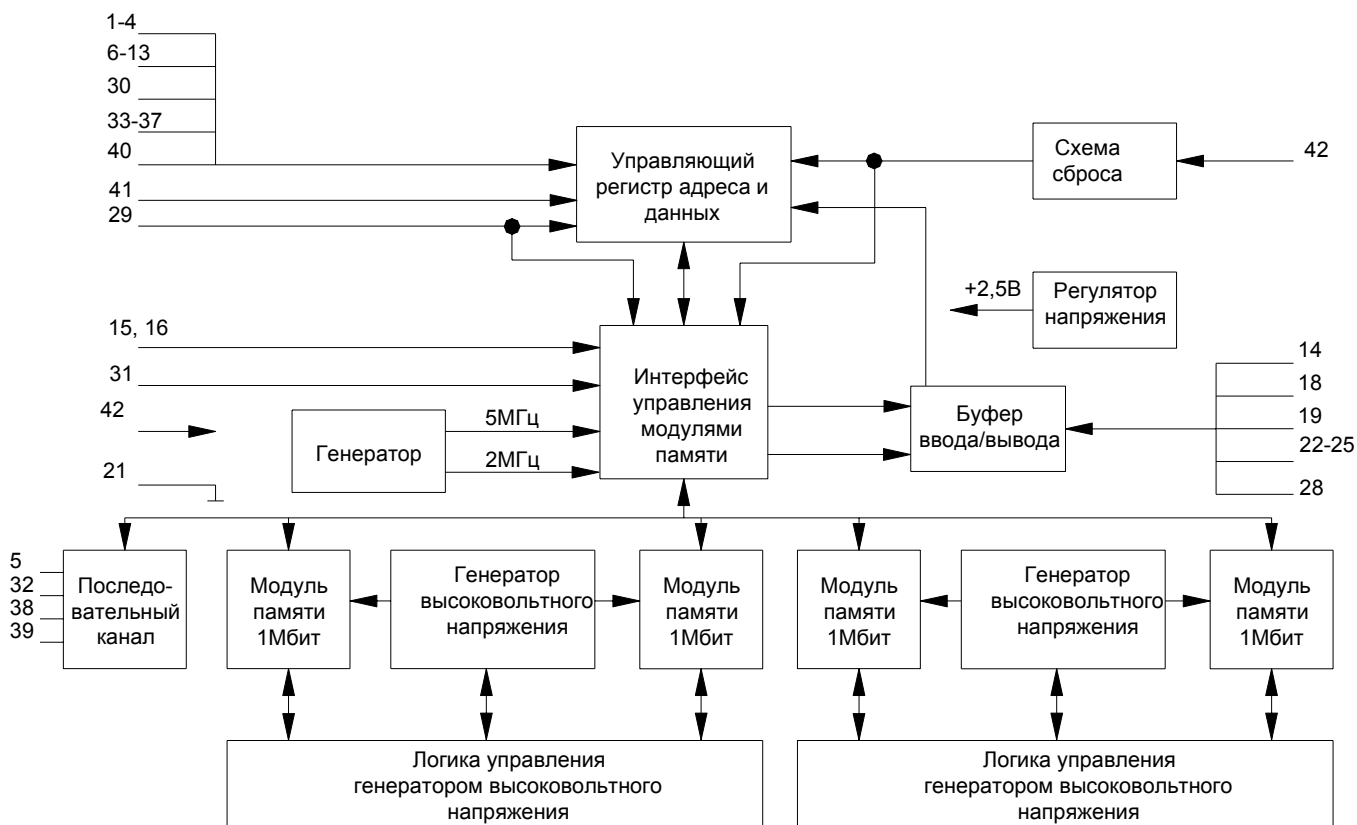 1-4
6-13
30
33-37
40
41
29
Управляющий
регистр адреса и
данных
Схема
сброса
42
+2,5В
Регулятор
напряжения
15, 16
31
42
21
Генератор
5МГц
2МГц
Интерфейс
управления
модулями
памяти
Буфер
ввода/вывода
14
18
19
22-25
28
5
32
38
39
Последо-
вательный
канал
Модуль
памяти
1Мбит
Генератор
высоковольтного
напряжения
Модуль
памяти
1Мбит
Модуль
памяти
1Мбит
Генератор
высоковольтного
напряжения
Модуль
памяти
1Мбит
Логика управления
генератором высоковольтного
напряжения
Логика управления
генератором высоковольтного
напряжения